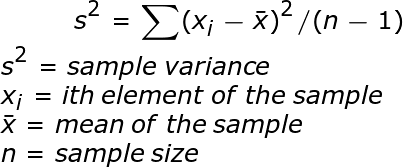 s² = ∑(xᵢ − x̄)²/(n − 1)
s² = sample variance
xᵢ = ith element of the sample
x̄ = mean of the sample
n = sample size